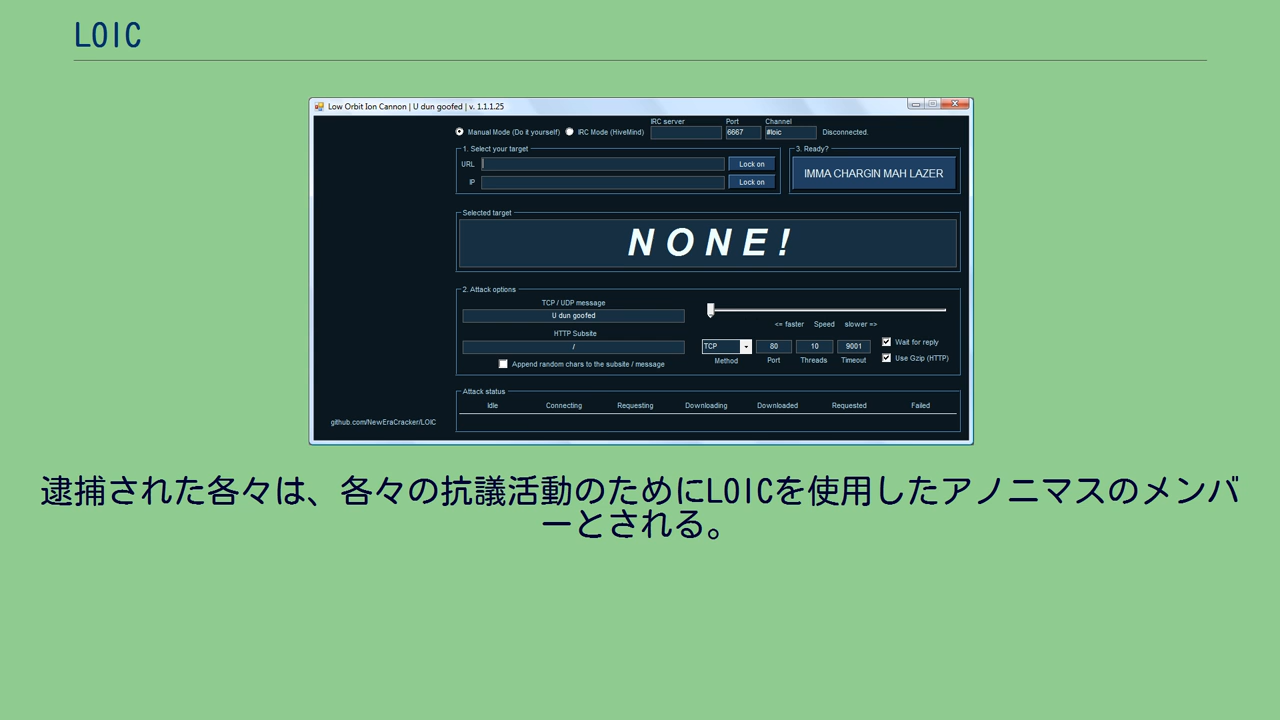 LOIC
Low Orbit Ion Cannon | U dun goofed | v. 1.1.1.25
IRC server Port Channel
Manual Mode (Do it yourself) IRC Mode (HiveMind) 6667 #loic Disconnected.
1. Select your target
URL Lock on
IP Lock on
3. Ready?
IMMA CHARGIN MAH LAZER
Selected target
NONE!
2. Attack options
TCP / UDP message
U dun goofed
HTTP Subsite
/
Append random chars to the subsite / message
<= faster Speed slower =>
TCP 80 10 9001 Wait for reply
Method Port Threads Timeout Use Gzip (HTTP)
Attack status
Idle Connecting Requesting Downloading Downloaded Requested Failed
github.com/NewEraCracker/LOIC
逮捕された各々は、各々の抗議活動のためにLOICを使用したアノニマスのメンバ
ーとされる。